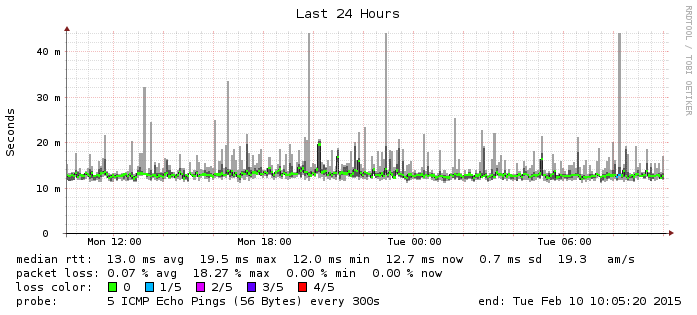 Last 24 Hours
RRDTOOL / TOBI OETIKER
Seconds
40 m
30 m
20 m
10 m
0
Mon 12:00 Mon 18:00 Tue 00:00 Tue 06:00
median rtt: 13.0 ms avg 19.5 ms max 12.0 ms min 12.7 ms now 0.7 ms sd 19.3 am/s
packet loss: 0.07 % avg 18.27 % max 0.00 % min 0.00 % now
loss color: 0 1/5 2/5 3/5 4/5
probe: 5 ICMP Echo Pings (56 Bytes) every 300s end: Tue Feb 10 10:05:20 2015